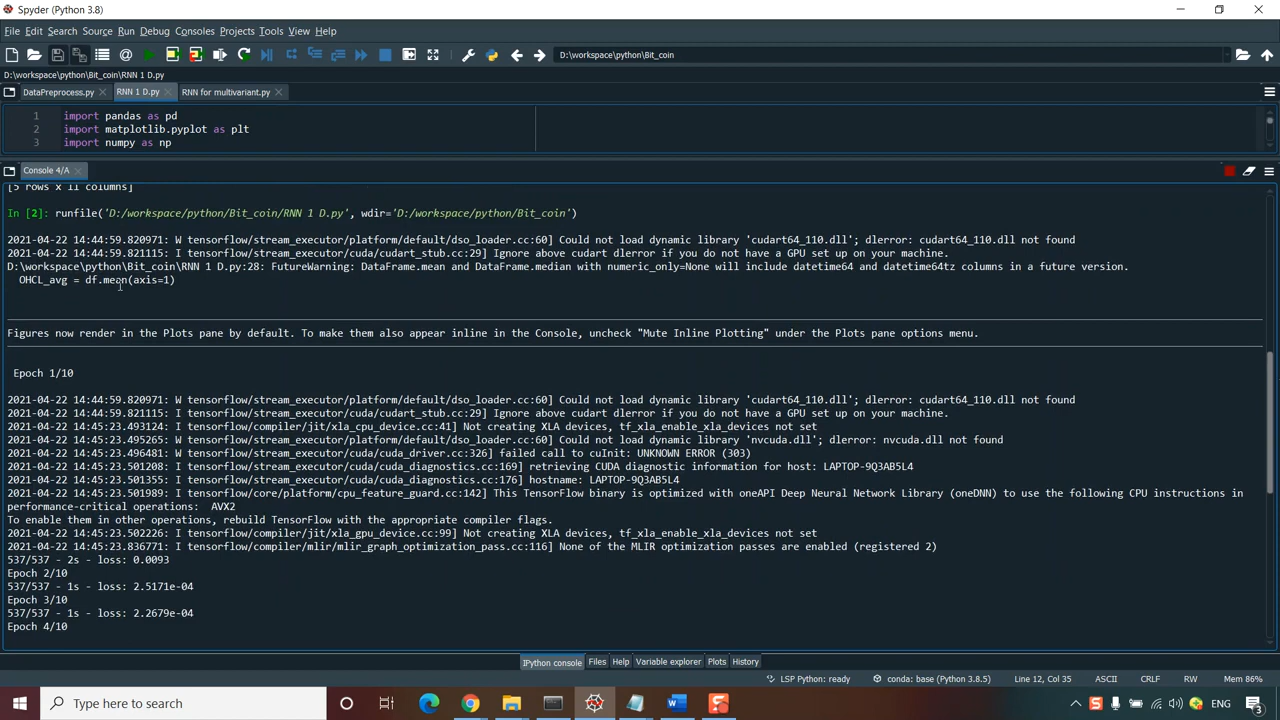 Spyder (Python 3.8)
File Edit Search Source Run Debug Consoles Projects Tools View Help
D:\workspace\python\Bit_coin
D:\workspace\python\Bit_coin\RNN 1 D.py
DataPreprocess.py RNN 1 D.py RNN for multivariant.py
1 import pandas as pd
2 import matplotlib.pyplot as plt
3 import numpy as np
Console 4/A
[5 rows x 11 columns]
In [2]: runfile('D:/workspace/python/Bit_coin/RNN 1 D.py', wdir='D:/workspace/python/Bit_coin')
2021-04-22 14:44:59.820971: W tensorflow/stream_executor/platform/default/dso_loader.cc:60] Could not load dynamic library 'cudart64_110.dll'; dlerror: cudart64_110.dll not found
2021-04-22 14:44:59.821115: I tensorflow/stream_executor/cuda/cudart_stub.cc:29] Ignore above cudart dlerror if you do not have a GPU set up on your machine.
D:\workspace\python\Bit_coin\RNN 1 D.py:28: FutureWarning: DataFrame.mean and DataFrame.median with numeric_only=None will include datetime64 and datetime64tz columns in a future version.
OHCL_avg = df.mean(axis=1)
Figures now render in the Plots pane by default. To make them also appear inline in the Console, uncheck "Mute Inline Plotting" under the Plots pane options menu.
Epoch 1/10
2021-04-22 14:44:59.820971: W tensorflow/stream_executor/platform/default/dso_loader.cc:60] Could not load dynamic library 'cudart64_110.dll'; dlerror: cudart64_110.dll not found
2021-04-22 14:44:59.821115: I tensorflow/stream_executor/cuda/cudart_stub.cc:29] Ignore above cudart dlerror if you do not have a GPU set up on your machine.
2021-04-22 14:45:23.493124: I tensorflow/compiler/jit/xla_cpu_device.cc:41] Not creating XLA devices, tf_xla_enable_xla_devices not set
2021-04-22 14:45:23.495265: W tensorflow/stream_executor/platform/default/dso_loader.cc:60] Could not load dynamic library 'nvcuda.dll'; dlerror: nvcuda.dll not found
2021-04-22 14:45:23.496481: W tensorflow/stream_executor/cuda/cuda_driver.cc:326] failed call to cuInit: UNKNOWN ERROR (303)
2021-04-22 14:45:23.501208: I tensorflow/stream_executor/cuda/cuda_diagnostics.cc:169] retrieving CUDA diagnostic information for host: LAPTOP-9Q3AB5L4
2021-04-22 14:45:23.501355: I tensorflow/stream_executor/cuda/cuda_diagnostics.cc:176] hostname: LAPTOP-9Q3AB5L4
2021-04-22 14:45:23.501989: I tensorflow/core/platform/cpu_feature_guard.cc:142] This TensorFlow binary is optimized with oneAPI Deep Neural Network Library (oneDNN) to use the following CPU instructions in
performance-critical operations:  AVX2
To enable them in other operations, rebuild TensorFlow with the appropriate compiler flags.
2021-04-22 14:45:23.502226: I tensorflow/compiler/jit/xla_gpu_device.cc:99] Not creating XLA devices, tf_xla_enable_xla_devices not set
2021-04-22 14:45:23.836771: I tensorflow/compiler/mlir/mlir_graph_optimization_pass.cc:116] None of the MLIR optimization passes are enabled (registered 2)
537/537 - 2s - loss: 0.0093
Epoch 2/10
537/537 - 1s - loss: 2.5171e-04
Epoch 3/10
537/537 - 1s - loss: 2.2679e-04
Epoch 4/10
IPython console Files Help Variable explorer Plots History
LSP Python: ready conda: base (Python 3.8.5) Line 12, Col 35 ASCII CRLF RW Mem 86%
Type here to search
ENG
3